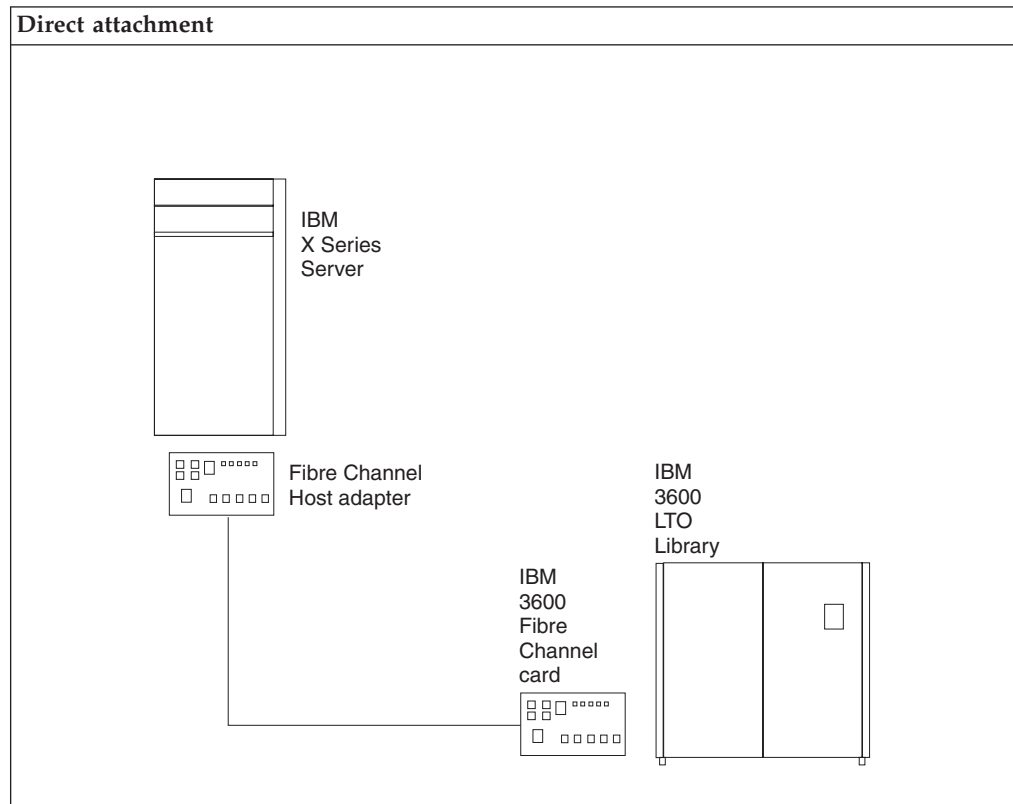 Direct attachment
IBM
X Series
Server
Fibre Channel
Host adapter
IBM
3600
LTO
Library
IBM
3600
Fibre
Channel
card